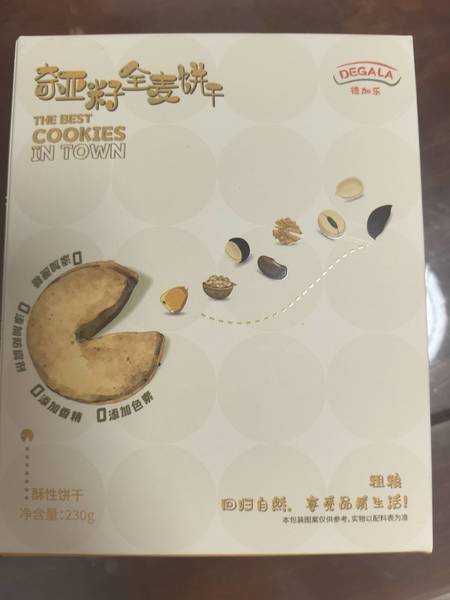 奇亚籽全麦饼干
THE BEST
COOKIES
IN TOWN
DEGALA
德加乐
0添加香精
0添加色素
酥性饼干
净含量:230g
粗粮
回归自然,享受品质生活!
本包装图案仅供参考,实物以配料表为准